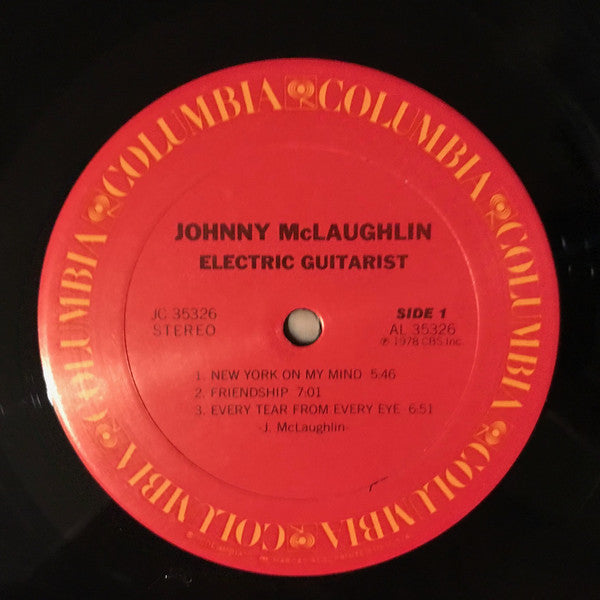 COLUMBIA COLUMBIA COLUMBIA COLUMBIA COLUMBIA COLUMBIA
JOHNNY McLAUGHLIN
ELECTRIC GUITARIST
JC 35326
STEREO
SIDE 1
AL 35326
℗ 1978 CBS Inc.
1. NEW YORK ON MY MIND 5:46
2. FRIENDSHIP 7:01
3. EVERY TEAR FROM EVERY EYE 6:51
-J. McLaughlin-